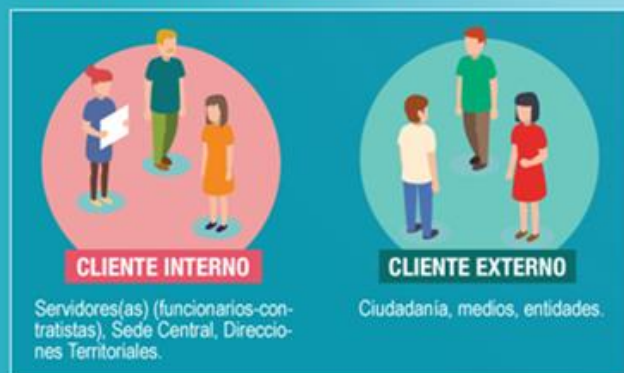 CLIENTE INTERNO
Servidores(as) (funcionarios-con-
tratistas), Sede Central, Direccio-
nes Territoriales.
CLIENTE EXTERNO
Ciudadanía, medios, entidades.